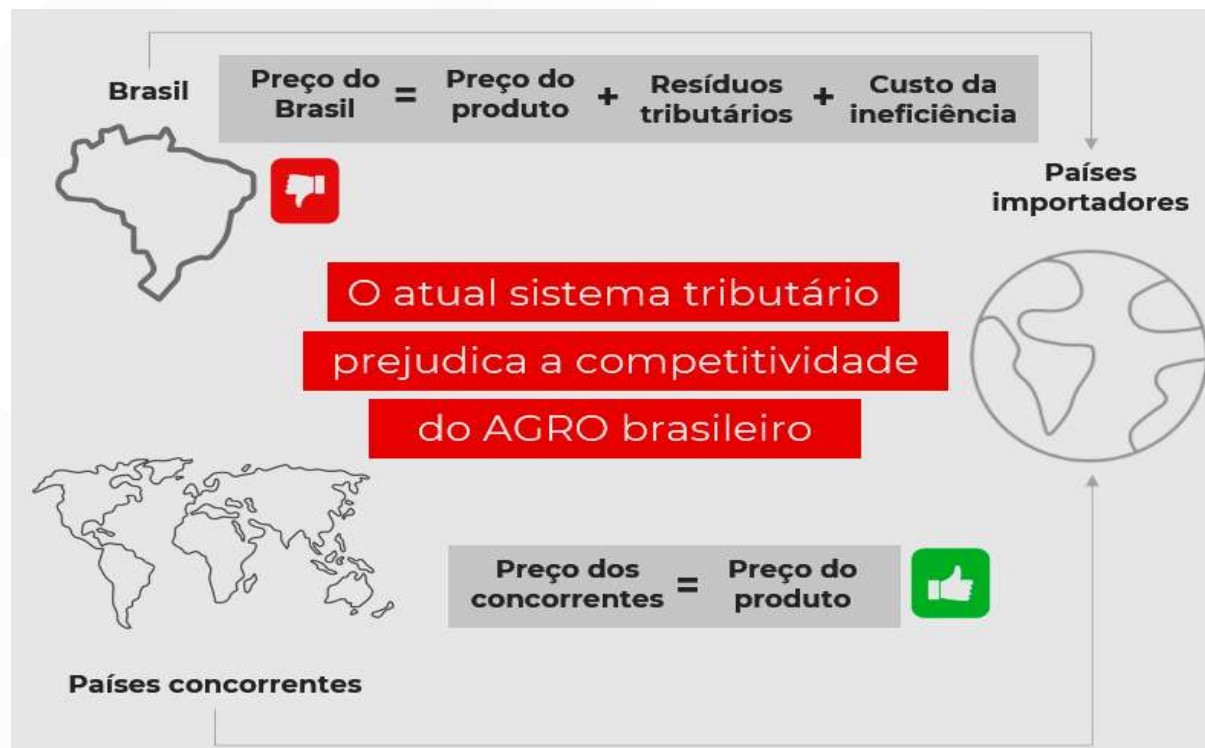 Brasil
Preço do
Brasil
=
Preço do
produto
+
Resíduos
tributários
+
Custo da
ineficiência
Países
importadores
O atual sistema tributário
prejudica a competitividade
do AGRO brasileiro
Preço dos
concorrentes
=
Preço do
produto
Países concorrentes